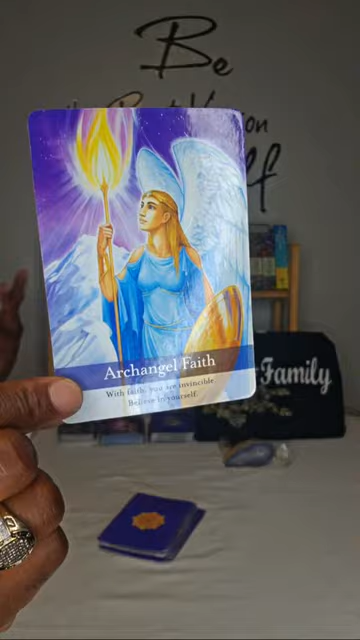 Be
Archangel Faith
With faith, you are invincible
Believe in yourself.
Family